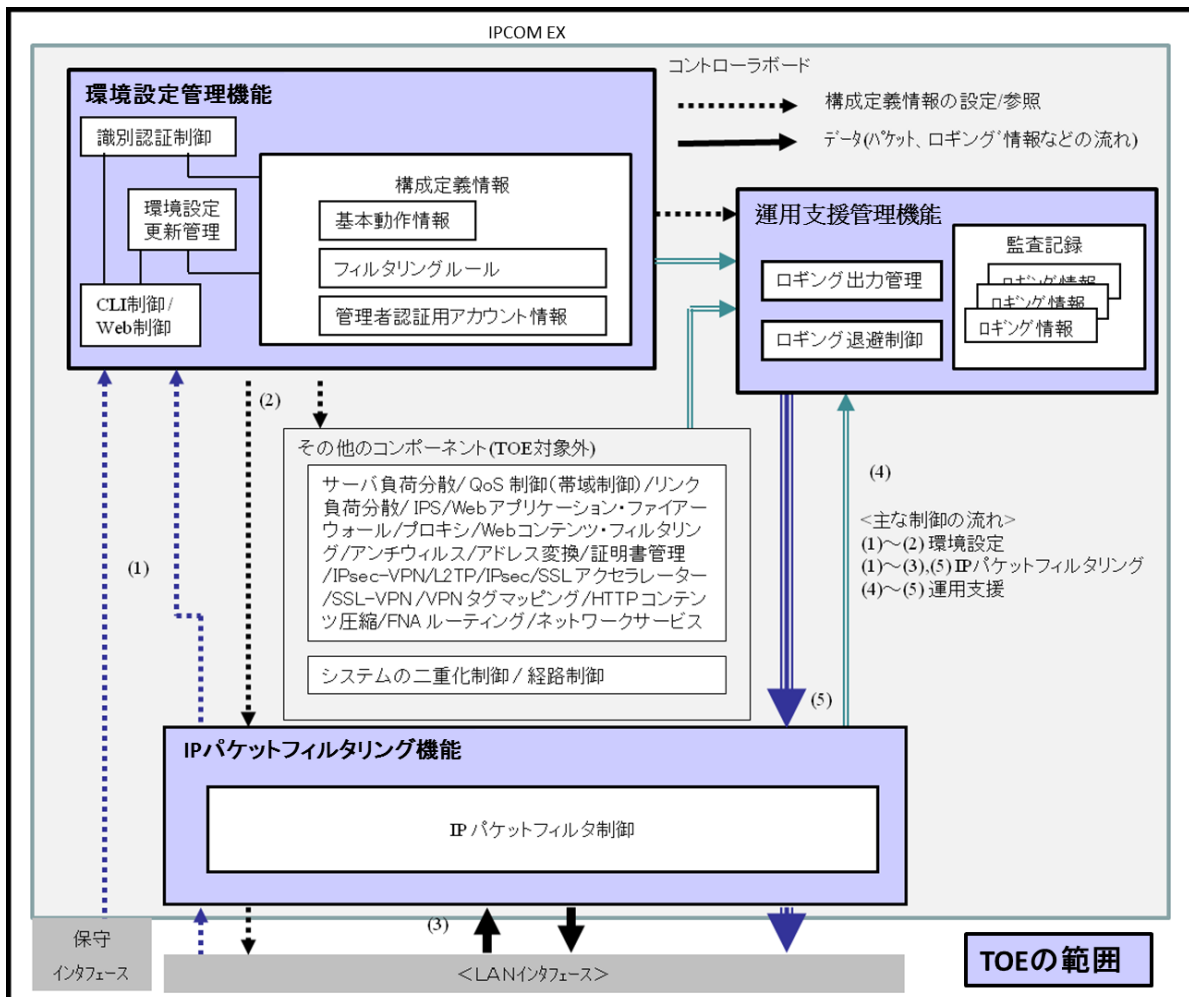 IPCOM EX
コントローラボード
構成定義情報の設定/参照
データ(パケット、ロギング情報などの流れ)
環境設定管理機能
識別認証制御
環境設定
更新管理
CLI制御/
Web制御
構成定義情報
基本動作情報
フィルタリングルール
管理者認証用アカウント情報
運用支援管理機能
ロギング出力管理
ロギング退避制御
監査記録
ロギング情報
ロギング情報
ロギング情報
(2)
その他のコンポーネント(TOE対象外)
サーバ負荷分散/QoS制御(帯域制御)/リンク
負荷分散/IPS/Webアプリケーション・ファイアー
ウォール/プロキシ/Webコンテンツ・フィルタリン
グ/アンチウィルス/アドレス変換/証明書管理
/IPsec-VPN/L2TP/IPsec/SSLアクセラレーター
/SSL-VPN/VPNタグマッピング/HTTPコンテン
ツ圧縮/FNAルーティング/ネットワークサービス
システムの二重化制御/経路制御
(1)
(4)
<主な制御の流れ>
(1)～(2)環境設定
(1)～(3),(5)IPパケットフィルタリング
(4)～(5)運用支援
(5)
IPパケットフィルタリング機能
IPパケットフィルタ制御
(3)
保守
インタフェース
<LANインタフェース>
TOEの範囲